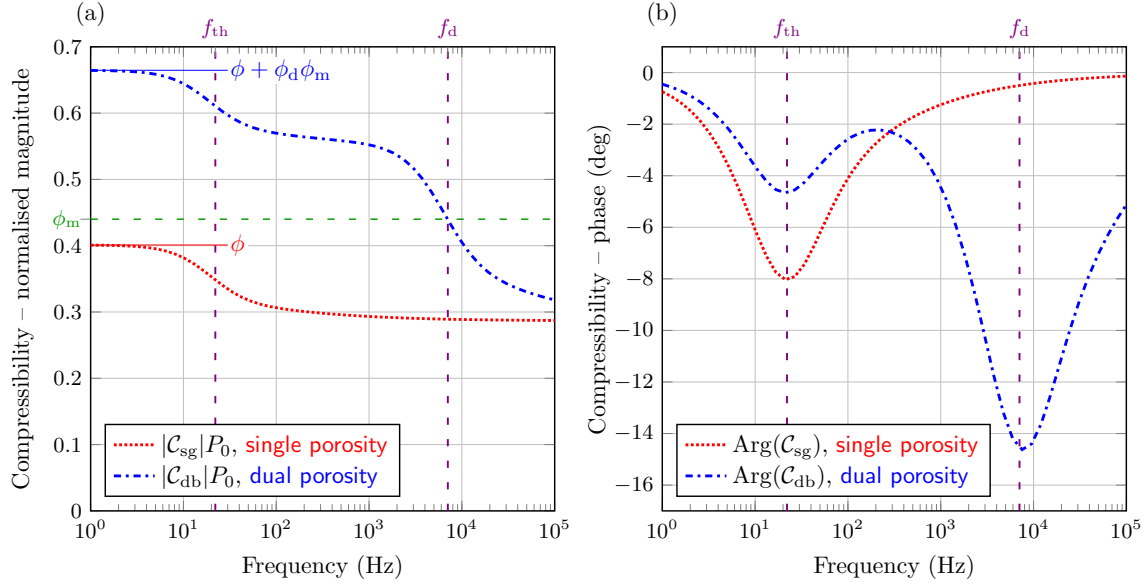 (a)
f_th
f_d
Compressibility – normalised magnitude
0.7
0.6
0.5
0.4
0.3
0.2
0.1
0
ϕ + ϕ_dϕ_m
ϕ_m
ϕ
|𝒞_sg|P_0, single porosity
|𝒞_db|P_0, dual porosity
10^0 10^1 10^2 10^3 10^4 10^5
Frequency (Hz)
(b)
f_th
f_d
Compressibility – phase (deg)
0
−2
−4
−6
−8
−10
−12
−14
−16
Arg(𝒞_sg), single porosity
Arg(𝒞_db), dual porosity
10^0 10^1 10^2 10^3 10^4 10^5
Frequency (Hz)